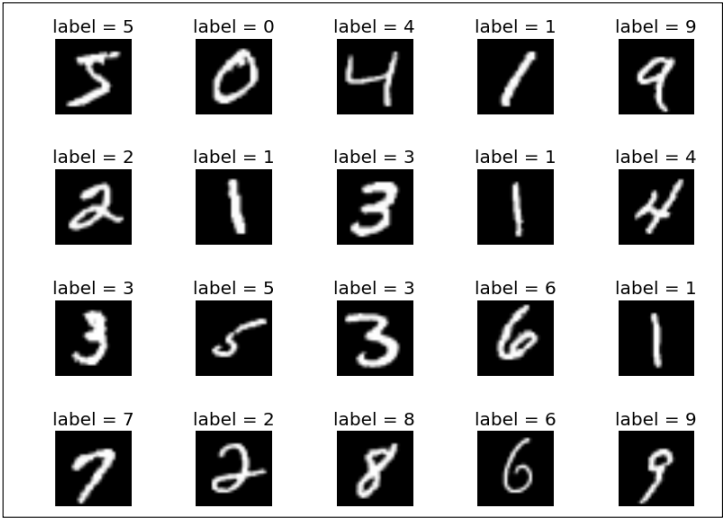 label = 5 label = 0 label = 4 label = 1 label = 9
5 0 4 1 9
label = 2 label = 1 label = 3 label = 1 label = 4
2 1 3 1 4
label = 3 label = 5 label = 3 label = 6 label = 1
3 5 3 6 1
label = 7 label = 2 label = 8 label = 6 label = 9
7 2 8 6 9